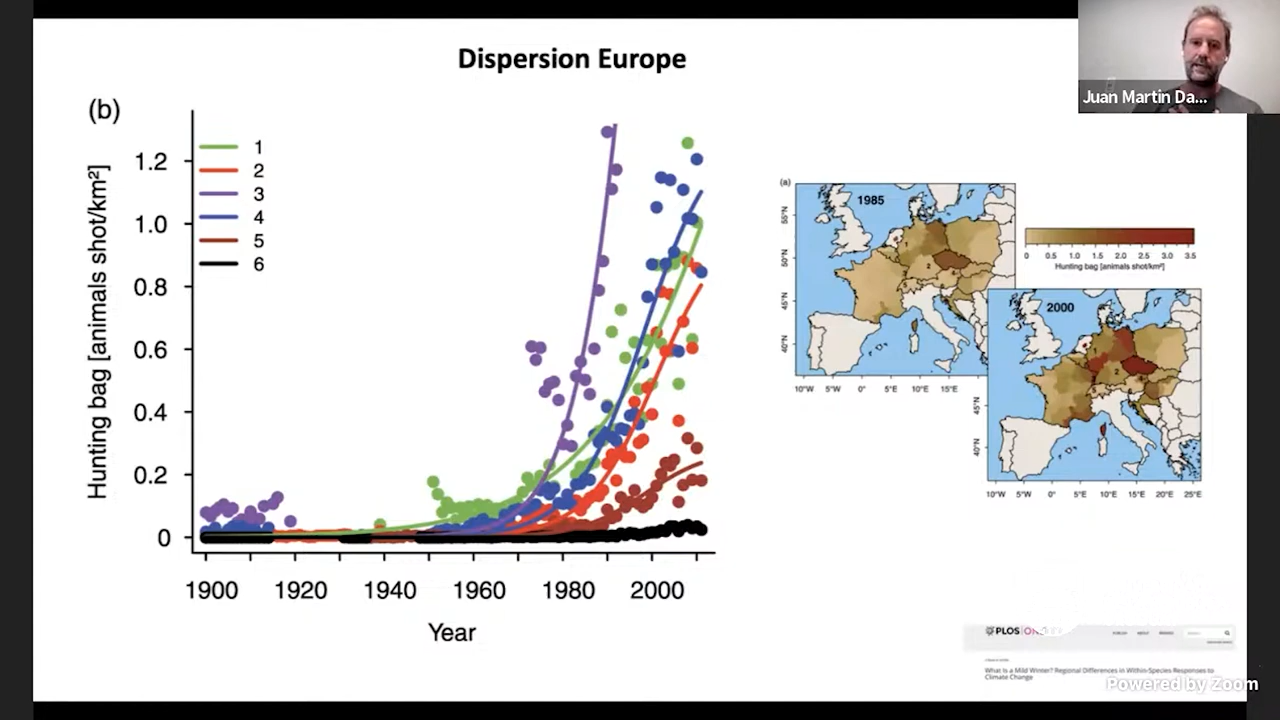 Dispersion Europe
Juan Martin Da...
(b)
Hunting bag [animals shot/km²]
1.2
1.0
0.8
0.6
0.4
0.2
0
1
2
3
4
5
6
1900
1920
1940
1960
1980
2000
Year
(a)
1985
55°N
50°N
45°N
40°N
10°W
5°W
0°
5°E
10°E
15°E
0
0.5
1.0
1.5
2.0
2.5
3.0
3.5
Hunting bag [animals shot/km²]
2000
45°N
40°N
10°W
5°W
0°
5°E
10°E
15°E
20°E
25°E
PLOS ONE
What Is a Mild Winter? Regional Differences in Within-Species Responses to
Climate Change
Powered by Zoom